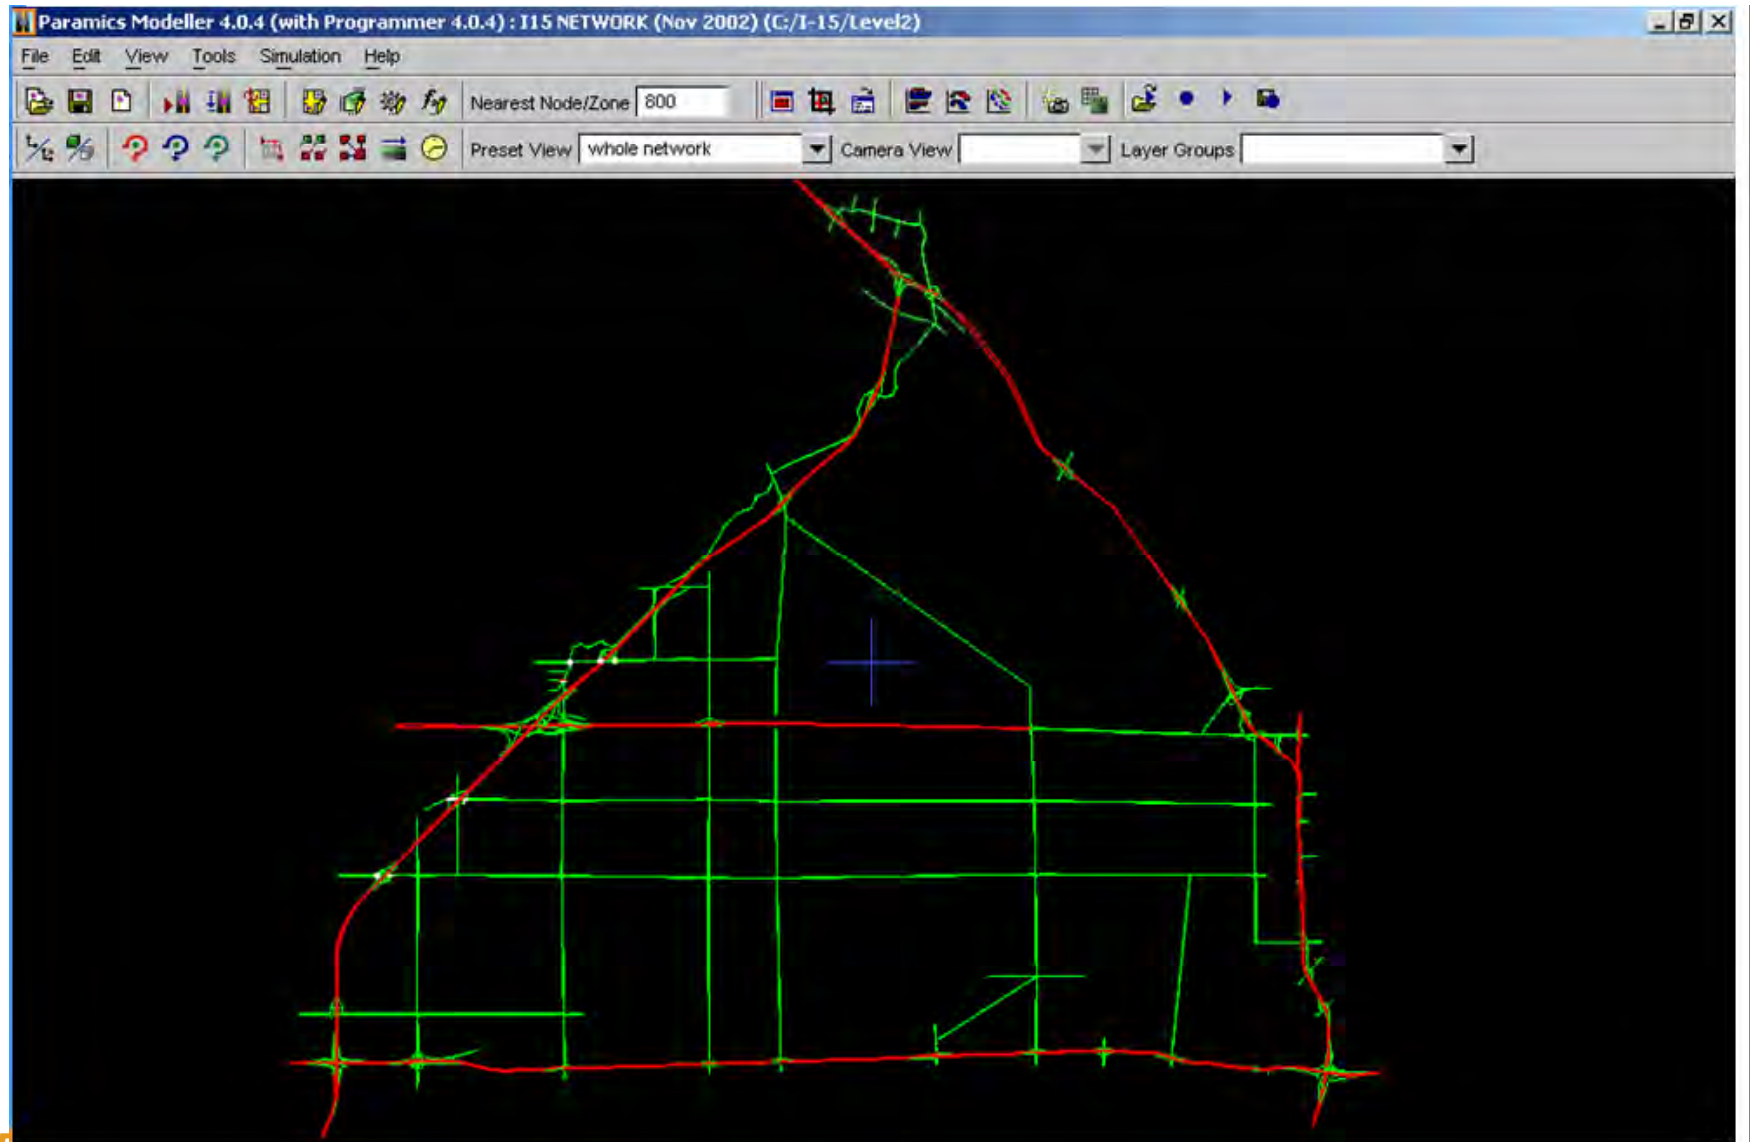 Paramics Modeller 4.0.4 (with Programmer 4.0.4) : I15 NETWORK (Nov 2002) (C:/I-15/Level2)
File Edit View Tools Simulation Help
Nearest Node/Zone 800
Preset View whole network Camera View Layer Groups